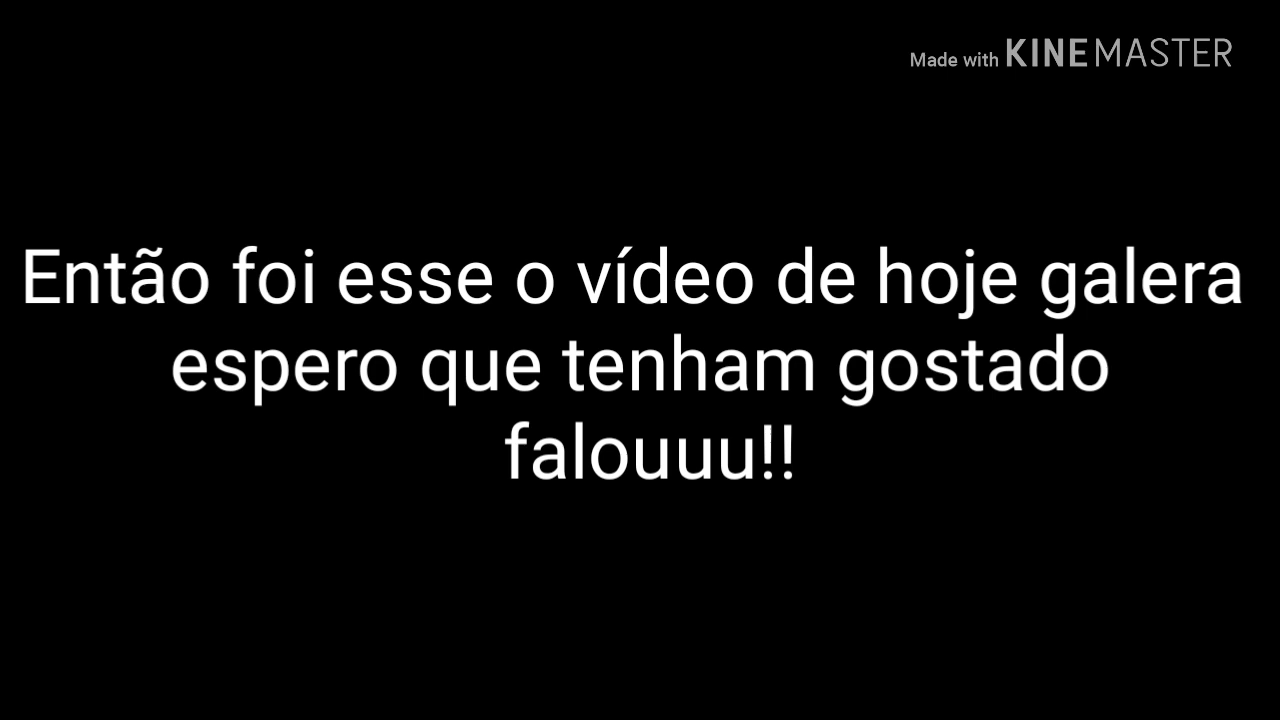 Made with KINEMASTER
Então foi esse o vídeo de hoje galera
espero que tenham gostado
falouuu!!